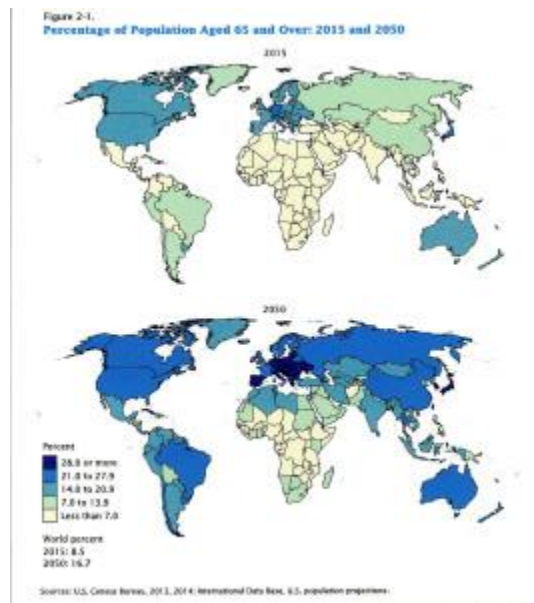 Figure 2-1.
Percentage of Population Aged 65 and Over: 2015 and 2050
2015
2050
Percent
28.0 or more
21.0 to 27.9
14.0 to 20.9
7.0 to 13.9
Less than 7.0
World percent
2015: 8.5
2050: 16.7
Sources: U.S. Census Bureau, 2013, 2014; International Data Base, U.S. population projections.